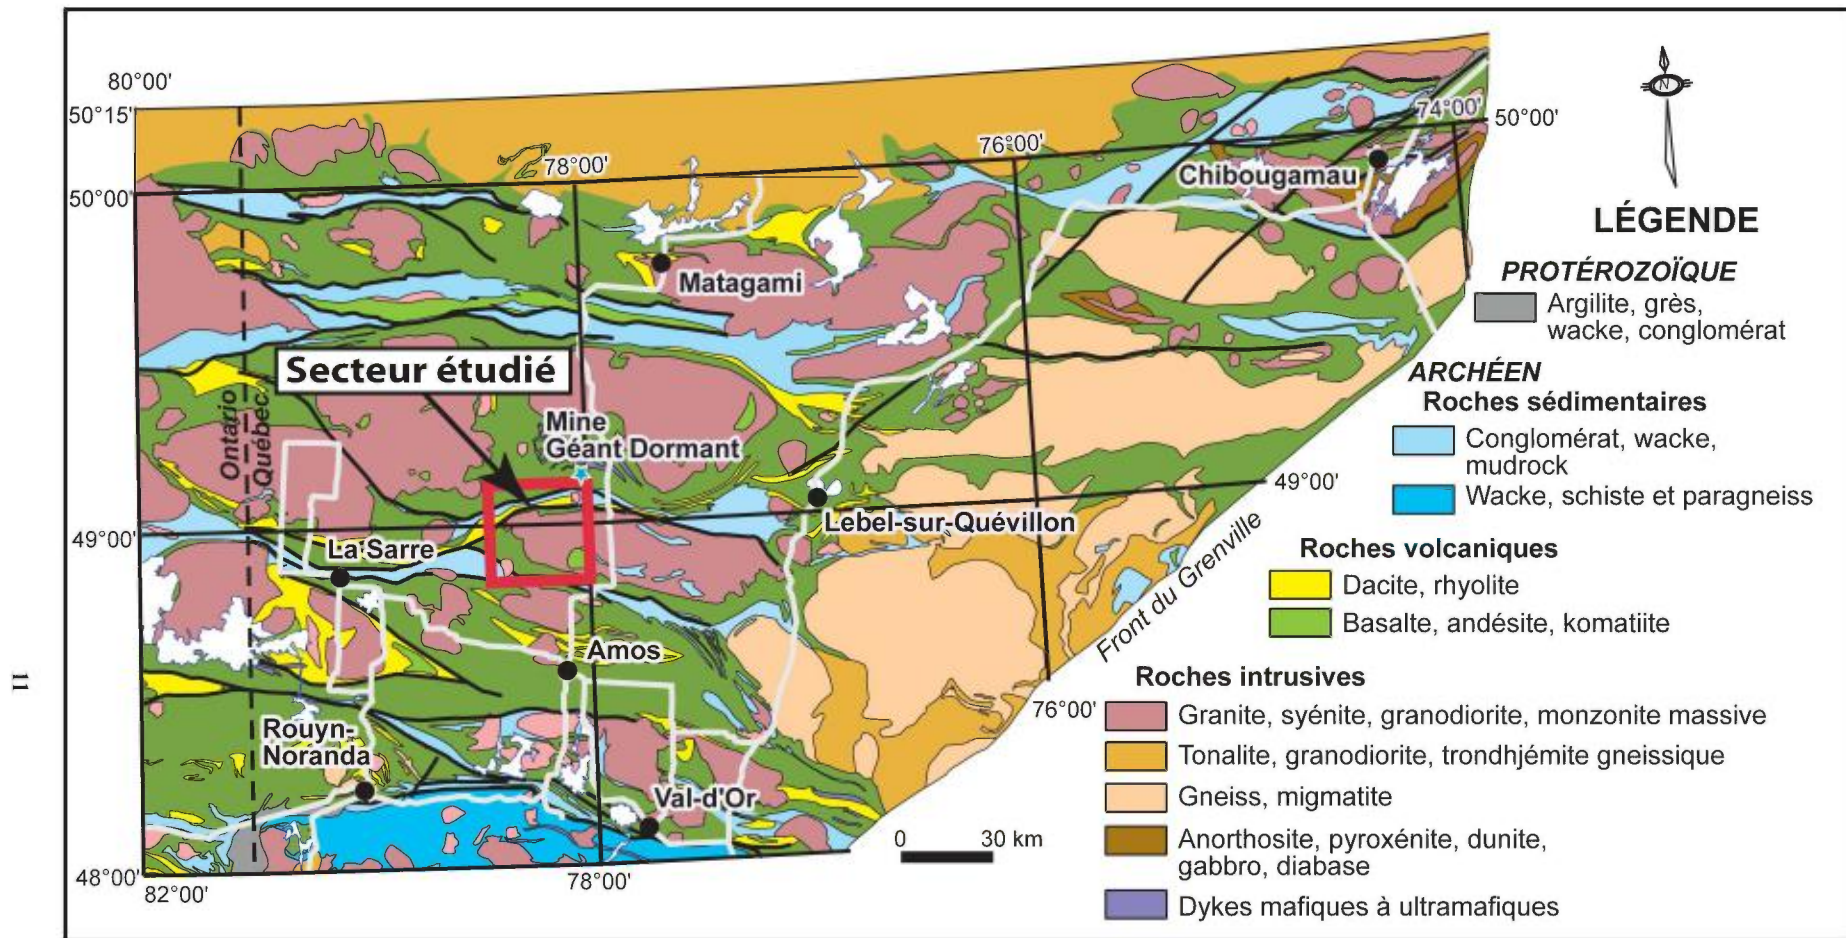 80°00'
50°15'
78°00'
76°00'
74°00'
50°00'
50°00'
Chibougamau
Matagami
Secteur étudié
Ontario
Québec
Mine
Géant Dormant
49°00'
49°00'
La Sarre
Lebel-sur-Quévillon
Front du Grenville
Amos
76°00'
Rouyn-
Noranda
Val-d'Or
0 30 km
48°00'
82°00'
78°00'
N
LÉGENDE
PROTÉROZOÏQUE
Argilite, grès,
wacke, conglomérat
ARCHÉEN
Roches sédimentaires
Conglomérat, wacke,
mudrock
Wacke, schiste et paragneiss
Roches volcaniques
Dacite, rhyolite
Basalte, andésite, komatiite
Roches intrusives
Granite, syénite, granodiorite, monzonite massive
Tonalite, granodiorite, trondhjémite gneissique
Gneiss, migmatite
Anorthosite, pyroxénite, dunite,
gabbro, diabase
Dykes mafiques à ultramafiques
11